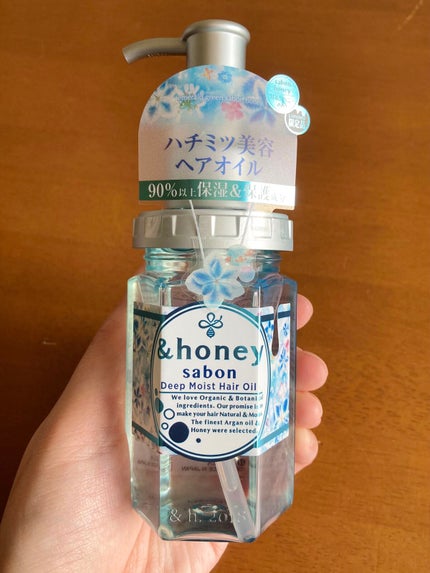 ハチミツ美容
ヘアオイル
90%以上保湿&
&honey
sabon
Deep Moist Hair Oil
We love Organic & Botani
ingredients. Our promise is
make your hair Natural & Mo
The finest Argan oil &
Honey were selected.
& h. 2018